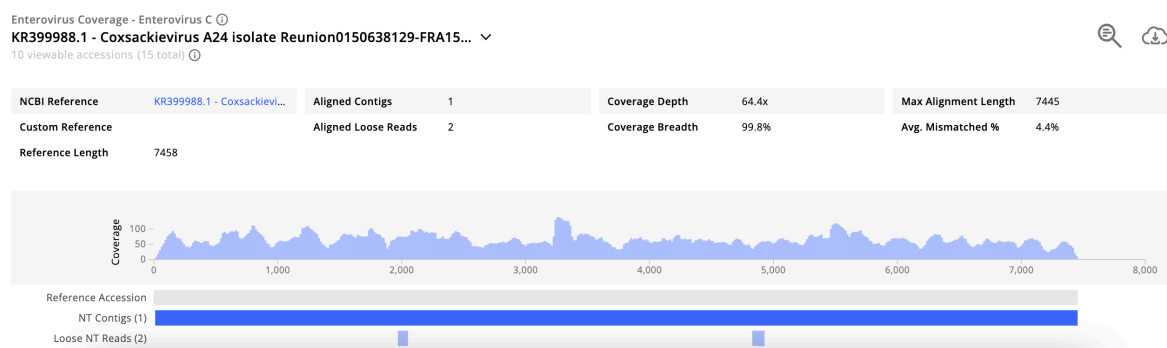 Enterovirus Coverage - Enterovirus C
KR399988.1 - Coxsackievirus A24 isolate Reunion0150638129-FRA15...
10 viewable accessions (15 total)
NCBI Reference KR399988.1 - Coxsackievi... Aligned Contigs 1 Coverage Depth 64.4x Max Alignment Length 7445
Custom Reference Aligned Loose Reads 2 Coverage Breadth 99.8% Avg. Mismatched % 4.4%
Reference Length 7458
Coverage
100
50
0
0 1,000 2,000 3,000 4,000 5,000 6,000 7,000 8,000
Reference Accession
NT Contigs (1)
Loose NT Reads (2)